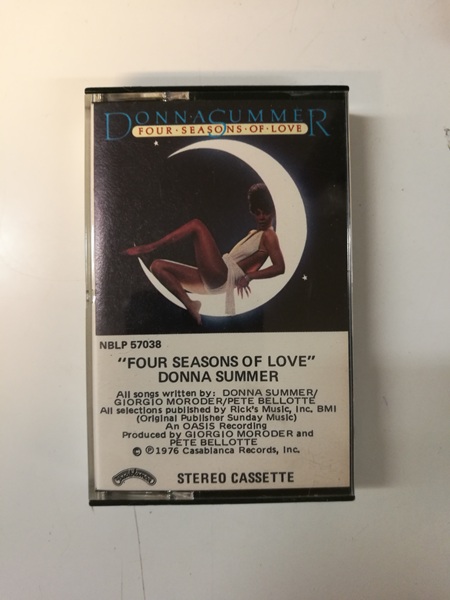 DONNA SUMMER
FOUR·SEASONS·OF·LOVE
NBLP 57038
"FOUR SEASONS OF LOVE"
DONNA SUMMER
All songs written by: DONNA SUMMER/
GIORGIO MORODER/PETE BELLOTTE
All selections published by Rick's Music, Inc. BMI
(Original Publisher Sunday Music)
An OASIS Recording
Produced by GIORGIO MORODER and
PETE BELLOTTE
© ℗ 1976 Casablanca Records, Inc.
STEREO CASSETTE